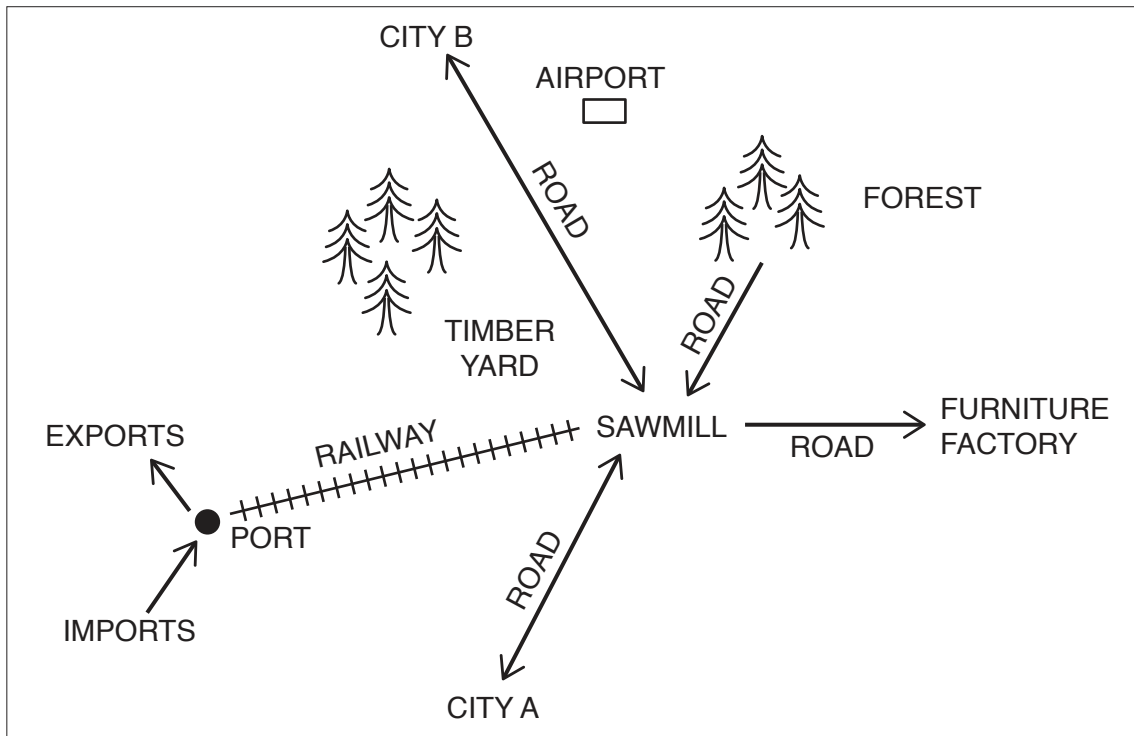 CITY B
AIRPORT
ROAD
FOREST
ROAD
TIMBER
YARD
EXPORTS
RAILWAY
SAWMILL
ROAD
FURNITURE
FACTORY
PORT
ROAD
IMPORTS
CITY A